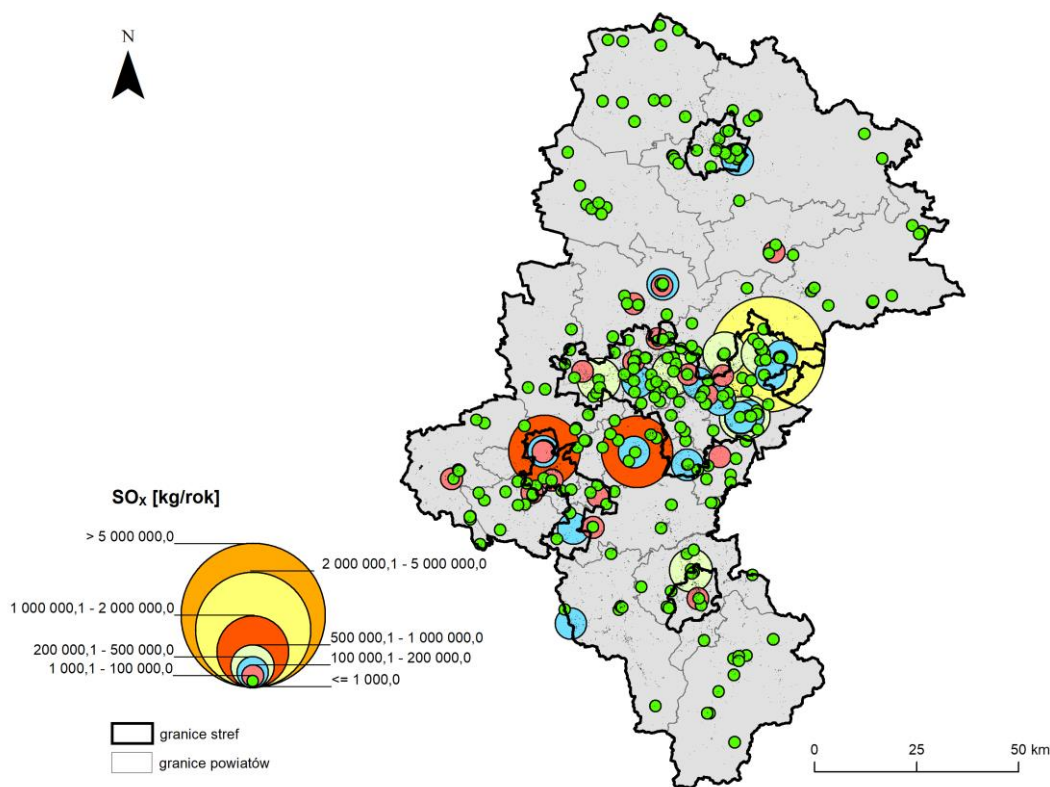 N
SOx [kg/rok]
> 5 000 000,0
2 000 000,1 - 5 000 000,0
1 000 000,1 - 2 000 000,0
500 000,1 - 1 000 000,0
200 000,1 - 500 000,0
100 000,1 - 200 000,0
1 000,1 - 100 000,0
<= 1 000,0
granice stref
granice powiatów
0 25 50 km